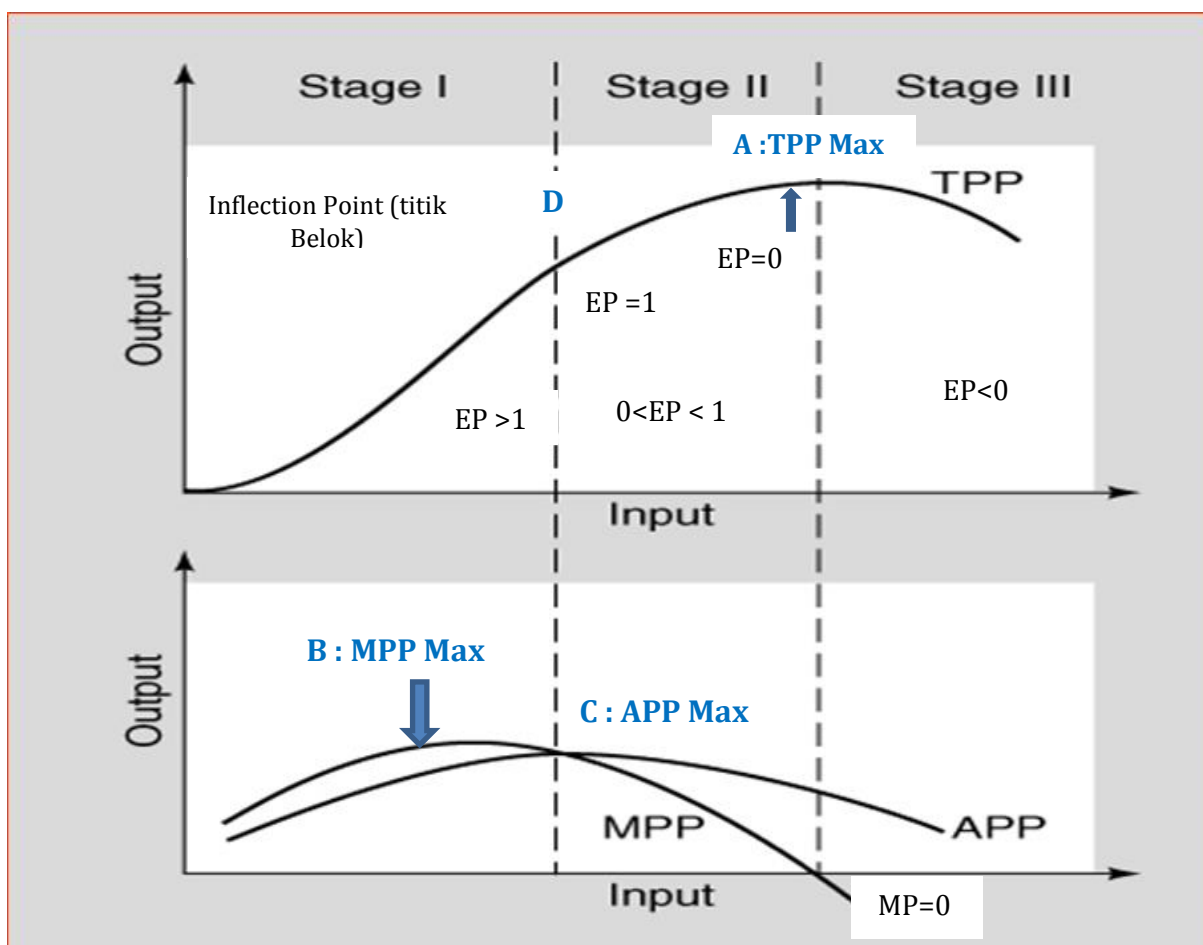 Stage I
Stage II
Stage III
A :TPP Max
TPP
Inflection Point (titik
Belok)
D
EP=0
EP =1
EP<0
EP >1
0<EP < 1
Output
Input
B : MPP Max
C : APP Max
Output
MPP
APP
Input
MP=0